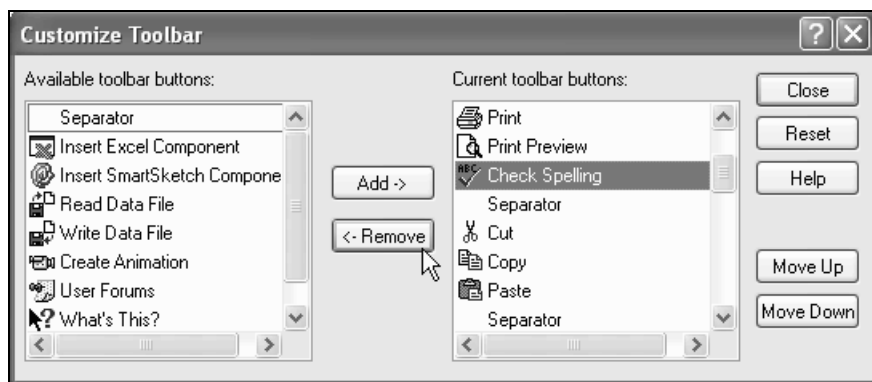 Customize Toolbar
Available toolbar buttons:
Separator
Insert Excel Component
Insert SmartSketch Compone
Read Data File
Write Data File
Create Animation
User Forums
What's This?
Add ->
<- Remove
Current toolbar buttons:
Print
Print Preview
ABC Check Spelling
Separator
Cut
Copy
Paste
Separator
Close
Reset
Help
Move Up
Move Down